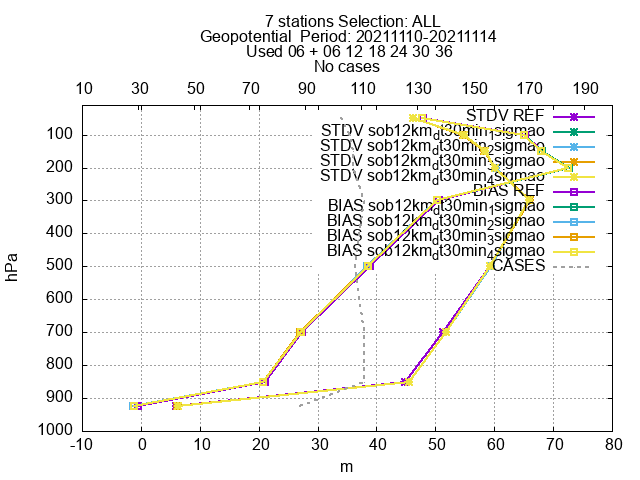 7 stations Selection: ALL
Geopotential Period: 20211110-20211114
Used 06 + 06 12 18 24 30 36
No cases
10 30 50 70 90 110 130 150 170 190
STDV REF
STDV sob12km_dt30min_1sigmao
STDV sob12km_dt30min_2sigmao
STDV sob12km_dt30min_3sigmao
STDV sob12km_dt30min_4sigmao
BIAS REF
BIAS sob12km_dt30min_1sigmao
BIAS sob12km_dt30min_2sigmao
BIAS sob12km_dt30min_3sigmao
BIAS sob12km_dt30min_4sigmao
CASES
hPa
100
200
300
400
500
600
700
800
900
1000
-10 0 10 20 30 40 50 60 70 80
m